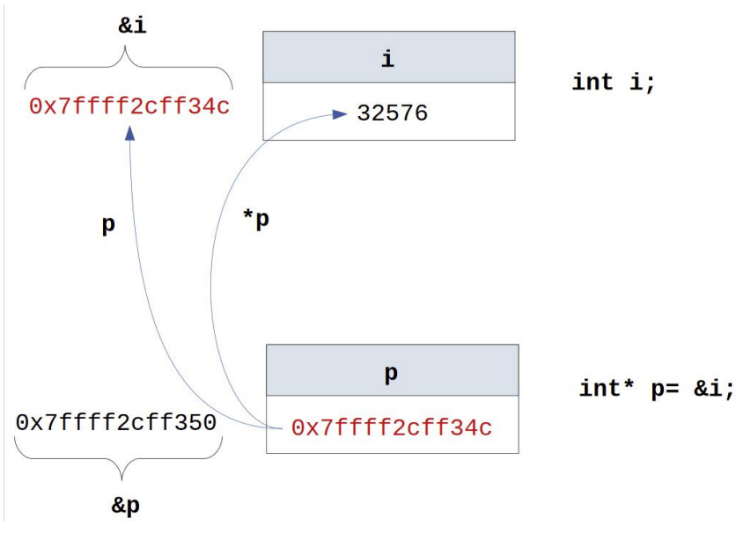 &i
i
int i;
0x7ffff2cff34c
32576
p
*p
p
int* p= &i;
0x7ffff2cff350
0x7ffff2cff34c
&p